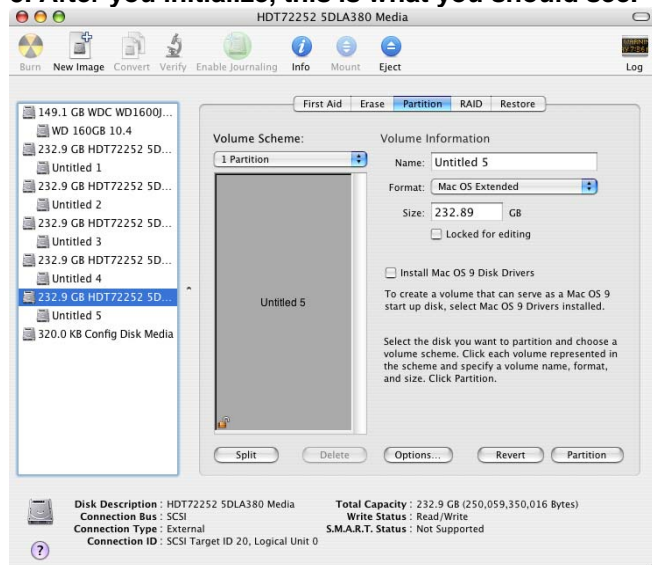 6. After you initialize, this is what you should see.
HDT72252 5DLA380 Media
Burn New Image Convert Verify Enable Journaling Info Mount Eject Log
First Aid Erase Partition RAID Restore
149.1 GB WDC WD1600J...
WD 160GB 10.4
232.9 GB HDT72252 5D...
Untitled 1
232.9 GB HDT72252 5D...
Untitled 2
232.9 GB HDT72252 5D...
Untitled 3
232.9 GB HDT72252 5D...
Untitled 4
232.9 GB HDT72252 5D...
Untitled 5
320.0 KB Config Disk Media
Volume Scheme:
1 Partition
Untitled 5
Volume Information
Name: Untitled 5
Format: Mac OS Extended
Size: 232.89 GB
Locked for editing
Install Mac OS 9 Disk Drivers
To create a volume that can serve as a Mac OS 9
start up disk, select Mac OS 9 Drivers installed.
Select the disk you want to partition and choose a
volume scheme. Click each volume represented in
the scheme and specify a volume name, format,
and size. Click Partition.
Split Delete Options... Revert Partition
Disk Description : HDT72252 5DLA380 Media
Connection Bus : SCSI
Connection Type : External
Connection ID : SCSI Target ID 20, Logical Unit 0
Total Capacity : 232.9 GB (250,059,350,016 Bytes)
Write Status : Read/Write
S.M.A.R.T. Status : Not Supported
?